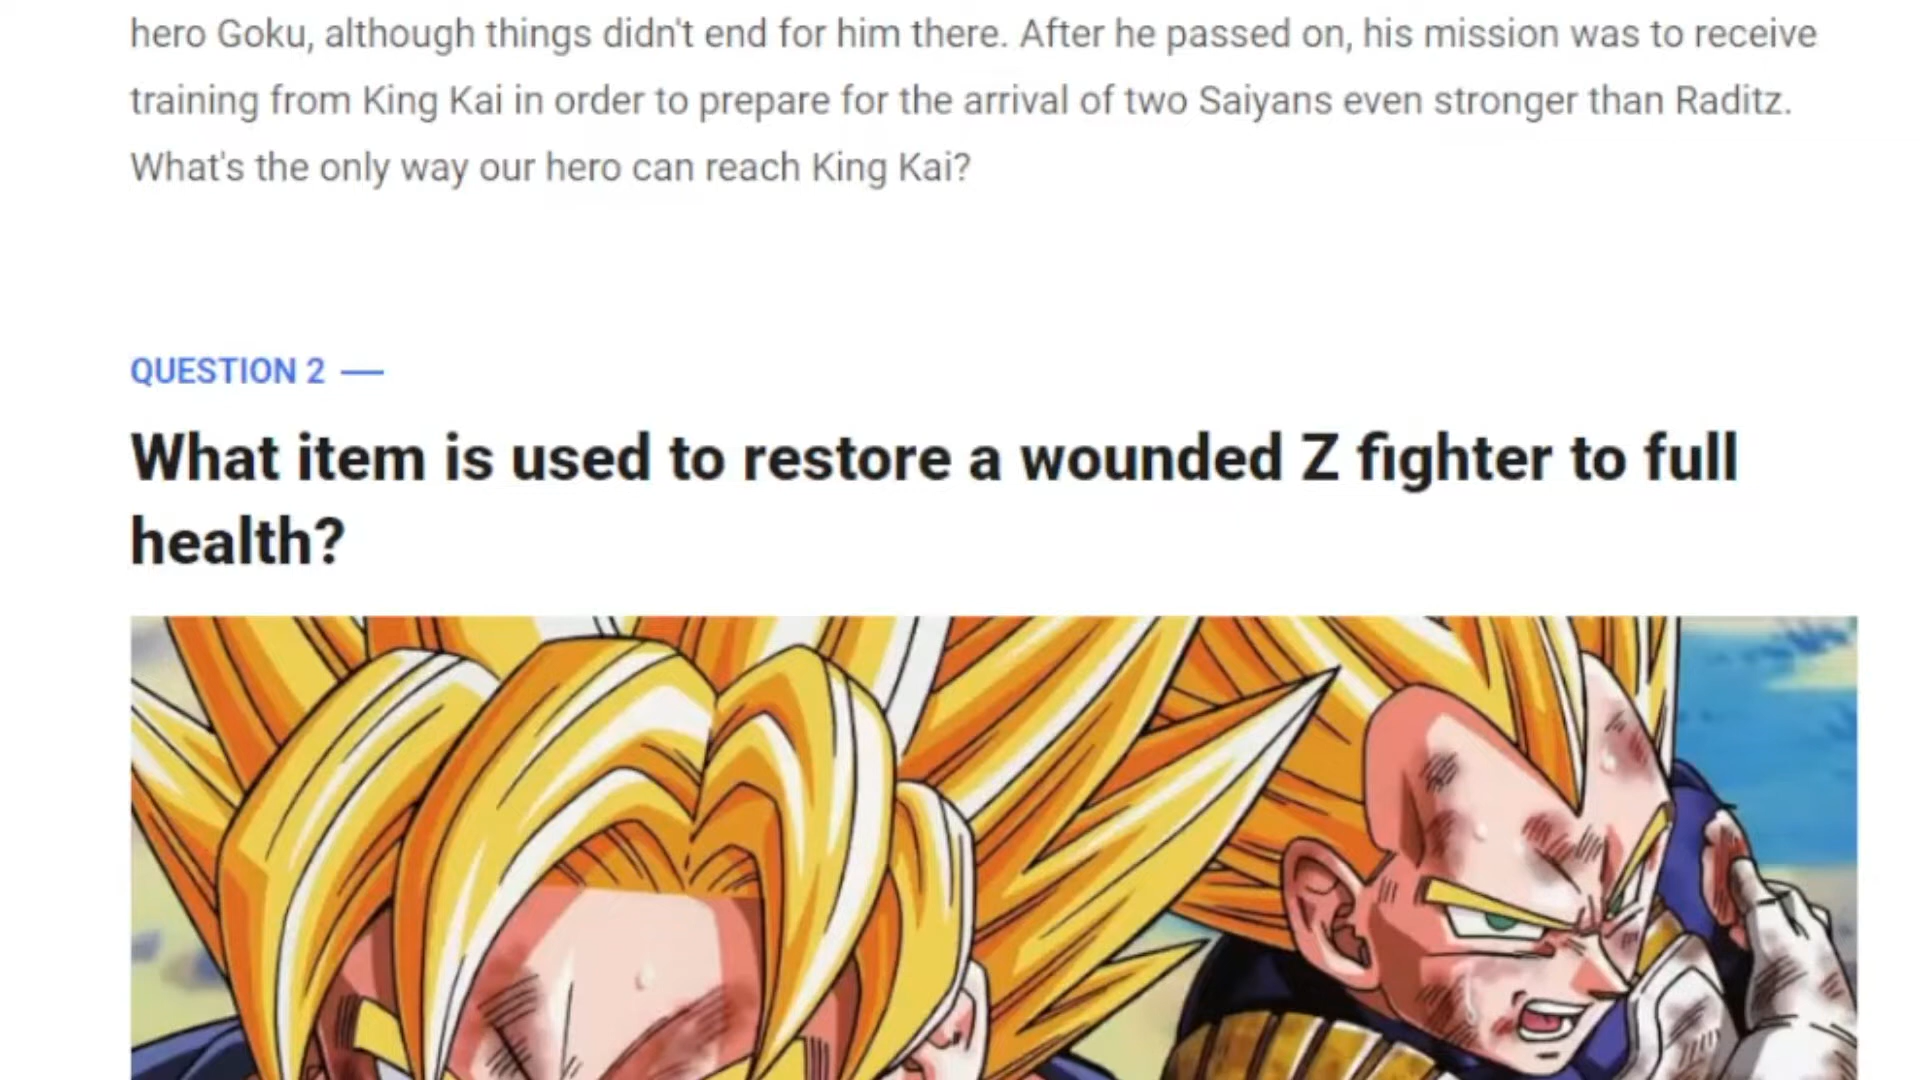 hero Goku, although things didn't end for him there. After he passed on, his mission was to receive
training from King Kai in order to prepare for the arrival of two Saiyans even stronger than Raditz.
What's the only way our hero can reach King Kai?
QUESTION 2 —
What item is used to restore a wounded Z fighter to full
health?